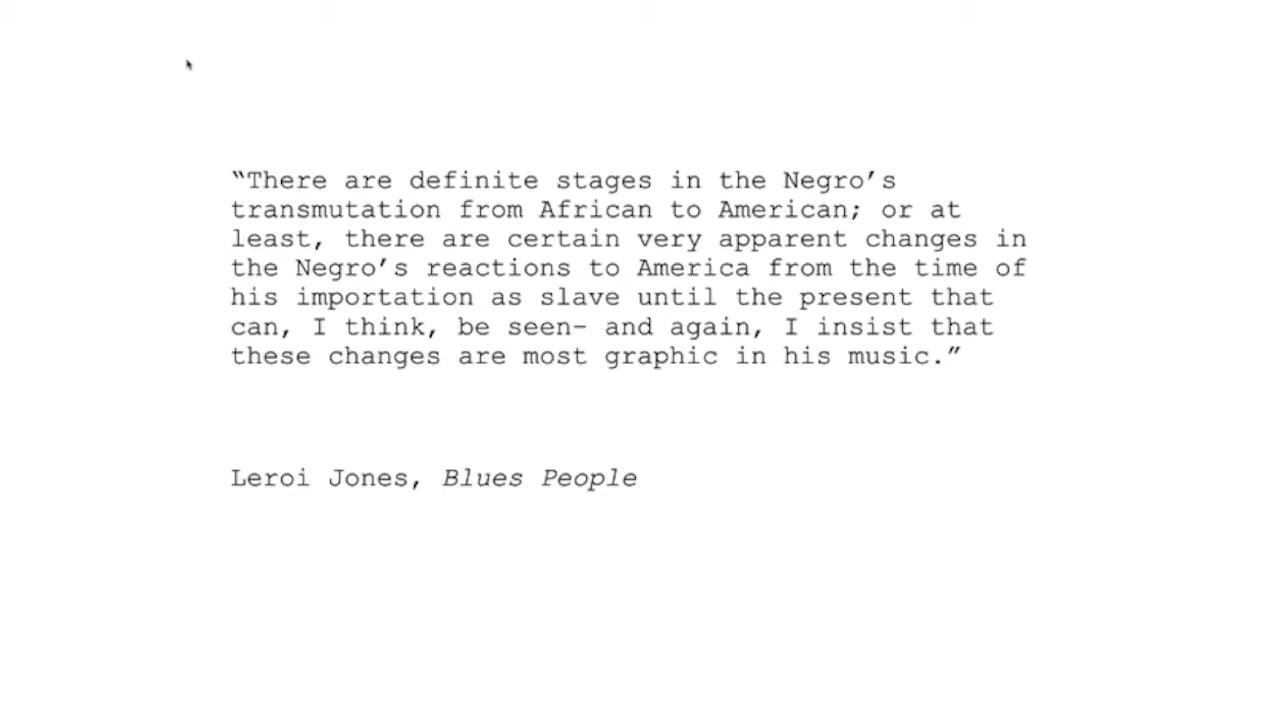 “There are definite stages in the Negro’s
transmutation from African to American; or at
least, there are certain very apparent changes in
the Negro’s reactions to America from the time of
his importation as slave until the present that
can, I think, be seen- and again, I insist that
these changes are most graphic in his music.”
Leroi Jones, Blues People